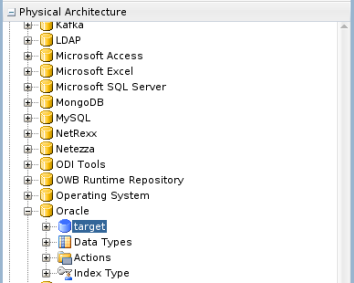 Physical Architecture
Kafka
LDAP
Microsoft Access
Microsoft Excel
Microsoft SQL Server
MongoDB
MySQL
NetRexx
Netezza
ODI Tools
OWB Runtime Repository
Operating System
Oracle
target
Data Types
Actions
Index Type